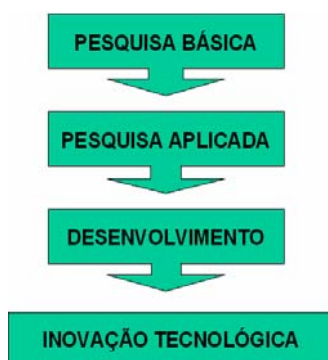 PESQUISA BÁSICA
PESQUISA APLICADA
DESENVOLVIMENTO
INOVAÇÃO TECNOLÓGICA